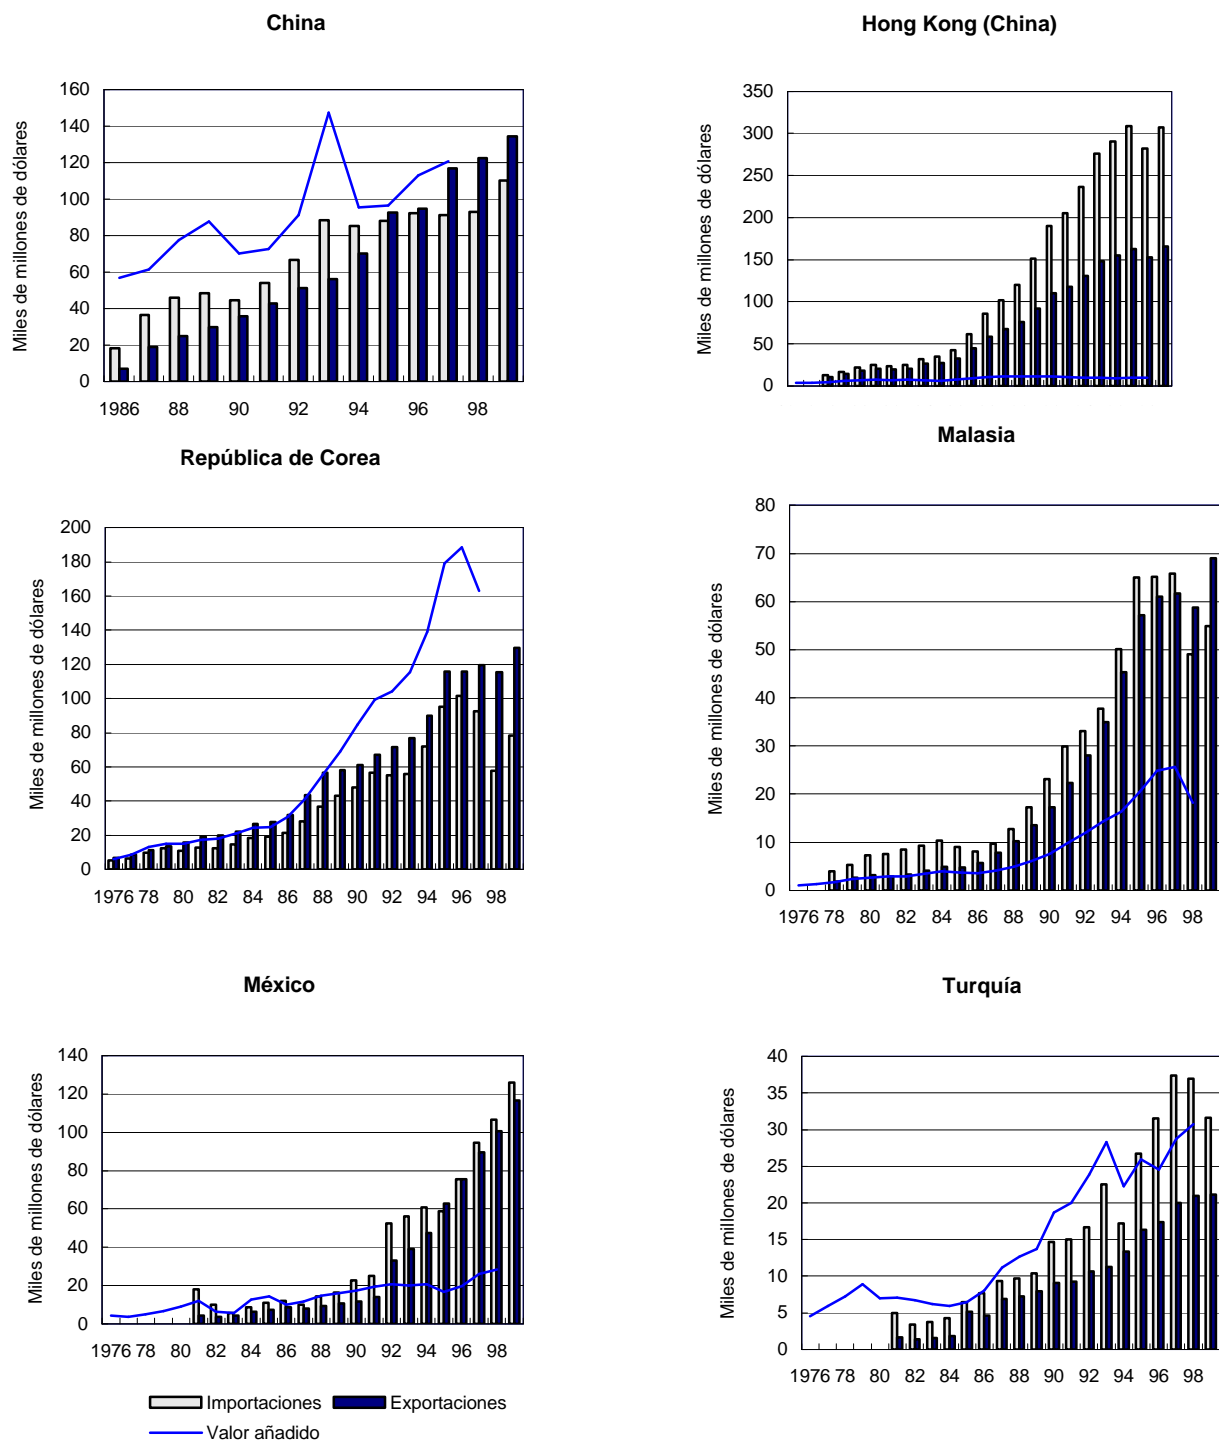 China
Hong Kong (China)
Miles de millones de dólares
160
140
120
100
80
60
40
20
0
1986 88 90 92 94 96 98
Miles de millones de dólares
350
300
250
200
150
100
50
0
República de Corea
Malasia
Miles de millones de dólares
200
180
160
140
120
100
80
60
40
20
0
1976 78 80 82 84 86 88 90 92 94 96 98
Miles de millones de dólares
80
70
60
50
40
30
20
10
0
1976 78 80 82 84 86 88 90 92 94 96 98
México
Turquía
Miles de millones de dólares
140
120
100
80
60
40
20
0
1976 78 80 82 84 86 88 90 92 94 96 98
Miles de millones de dólares
40
35
30
25
20
15
10
5
0
1976 78 80 82 84 86 88 90 92 94 96 98
Importaciones Exportaciones
Valor añadido